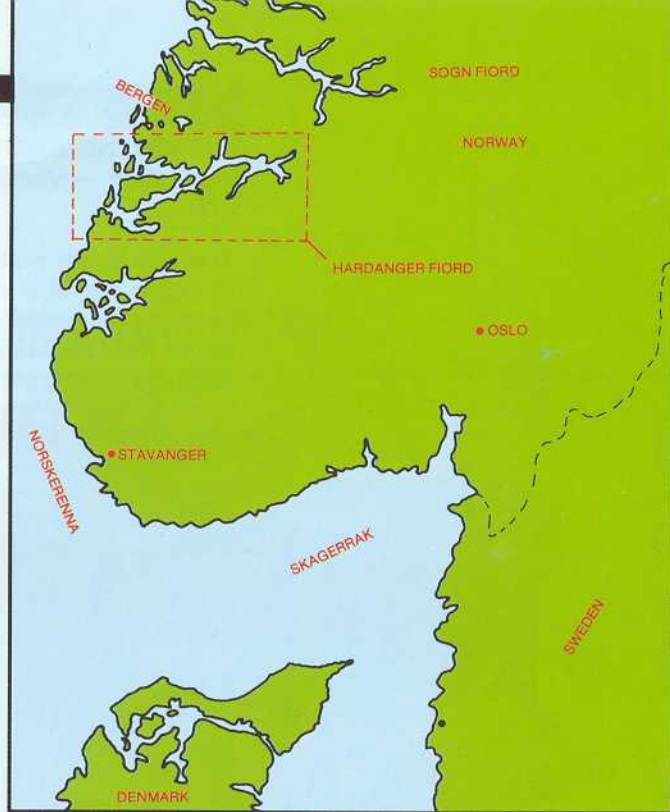 SOGN FIORD
BERGEN
NORWAY
HARDANGER FIORD
OSLO
STAVANGER
NORSKERENNA
SKAGERRAK
SWEDEN
DENMARK